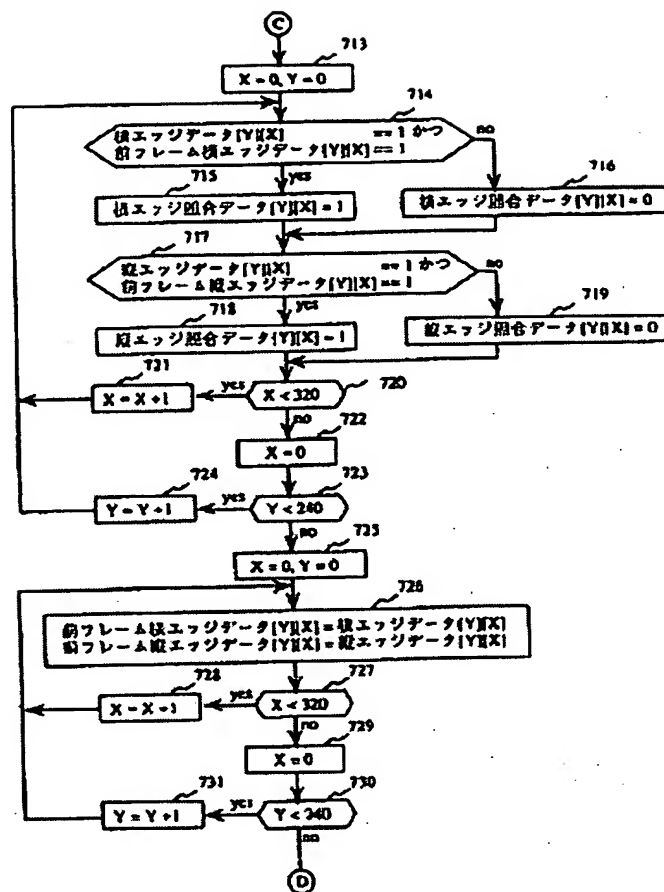 C
713
X = 0, Y = 0
714
横エッジデータ[Y][X] == 1 かつ
前フレーム横エッジデータ[Y][X] == 1
no
yes
715
横エッジ照合データ[Y][X] = 1
716
横エッジ照合データ[Y][X] = 0
717
縦エッジデータ[Y][X] == 1 かつ
前フレーム縦エッジデータ[Y][X] == 1
no
yes
718
縦エッジ照合データ[Y][X] = 1
719
縦エッジ照合データ[Y][X] = 0
721
X = X + 1
yes
X < 320
720
no
722
X = 0
724
Y = Y + 1
yes
Y < 240
723
no
725
X = 0, Y = 0
726
前フレーム横エッジデータ[Y][X] = 横エッジデータ[Y][X]
前フレーム縦エッジデータ[Y][X] = 縦エッジデータ[Y][X]
728
X = X + 1
yes
X < 320
727
no
729
X = 0
731
Y = Y + 1
yes
Y < 240
730
no
D